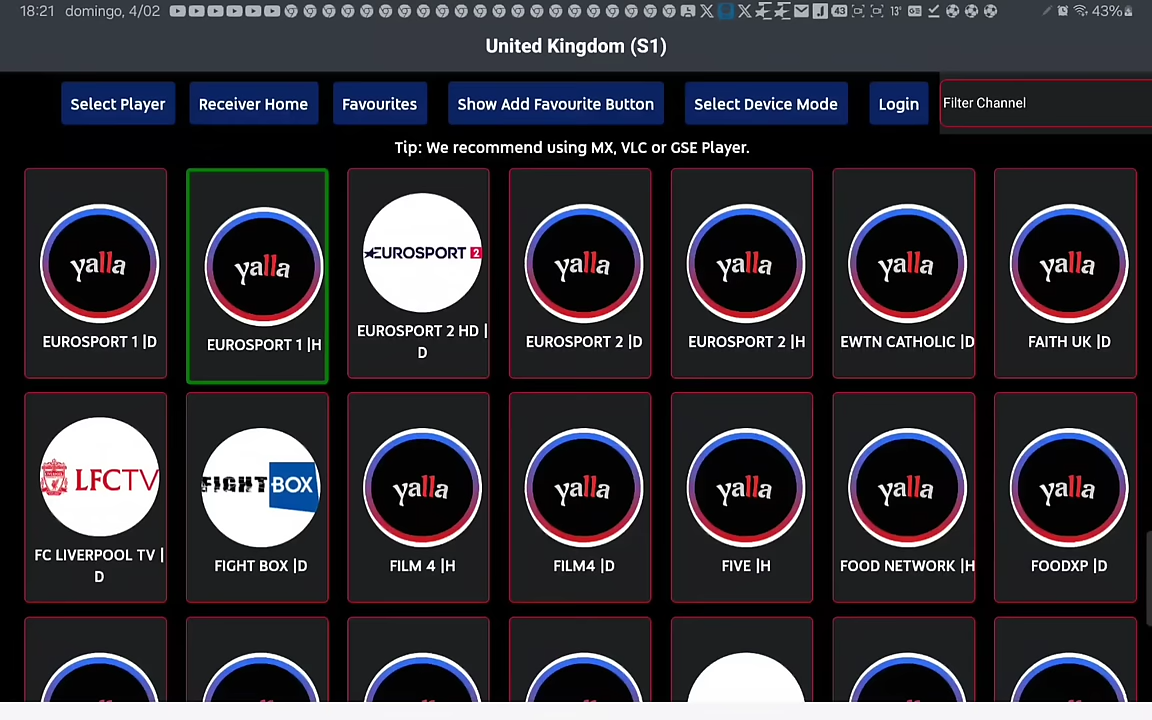 18:21 domingo, 4/02
43 13° 43%
United Kingdom (S1)
Select Player Receiver Home Favourites Show Add Favourite Button Select Device Mode Login Filter Channel
Tip: We recommend using MX, VLC or GSE Player.
yalla yalla EUROSPORT 2 yalla yalla yalla yalla
EUROSPORT 1 |D
EUROSPORT 1 |H
EUROSPORT 2 HD |
D
EUROSPORT 2 |D
EUROSPORT 2 |H
EWTN CATHOLIC |D
FAITH UK |D
LFCTV FIGHTBOX yalla yalla yalla yalla yalla
FC LIVERPOOL TV |
D
FIGHT BOX |D
FILM 4 |H
FILM4 |D
FIVE |H
FOOD NETWORK |H
FOODXP |D